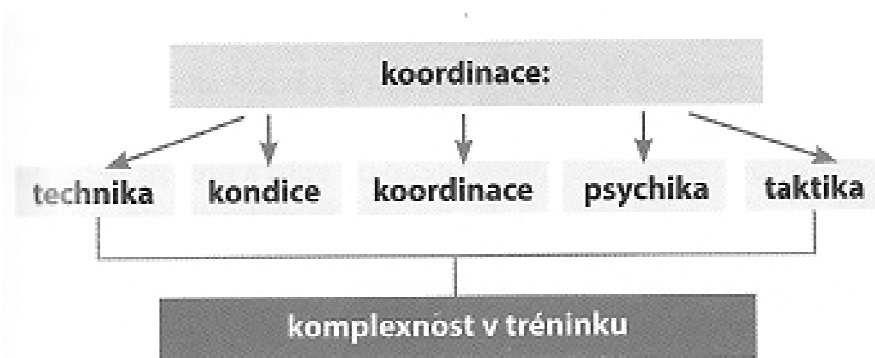 koordinace:
technika kondice koordinace psychika taktika
komplexnost v tréninku